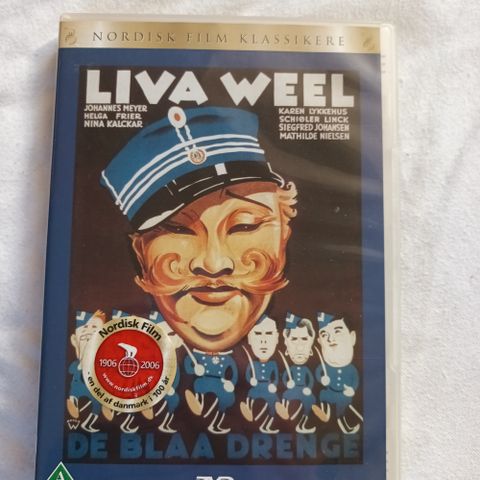 NORDISK FILM KLASSIKERE
LIVA WEEL
JOHANNES MEYER
HELGA FRIER
NINA KALCKAR
KAREN LYKKEHUS
SCHIØLER LINCK
SIEGFRED JOHANSEN
MATHILDE NIELSEN
Nordisk Film
1906 2006
www.nordiskfilm.dk
- en del af danmark i 100 år
DE BLAA DRENGE
A